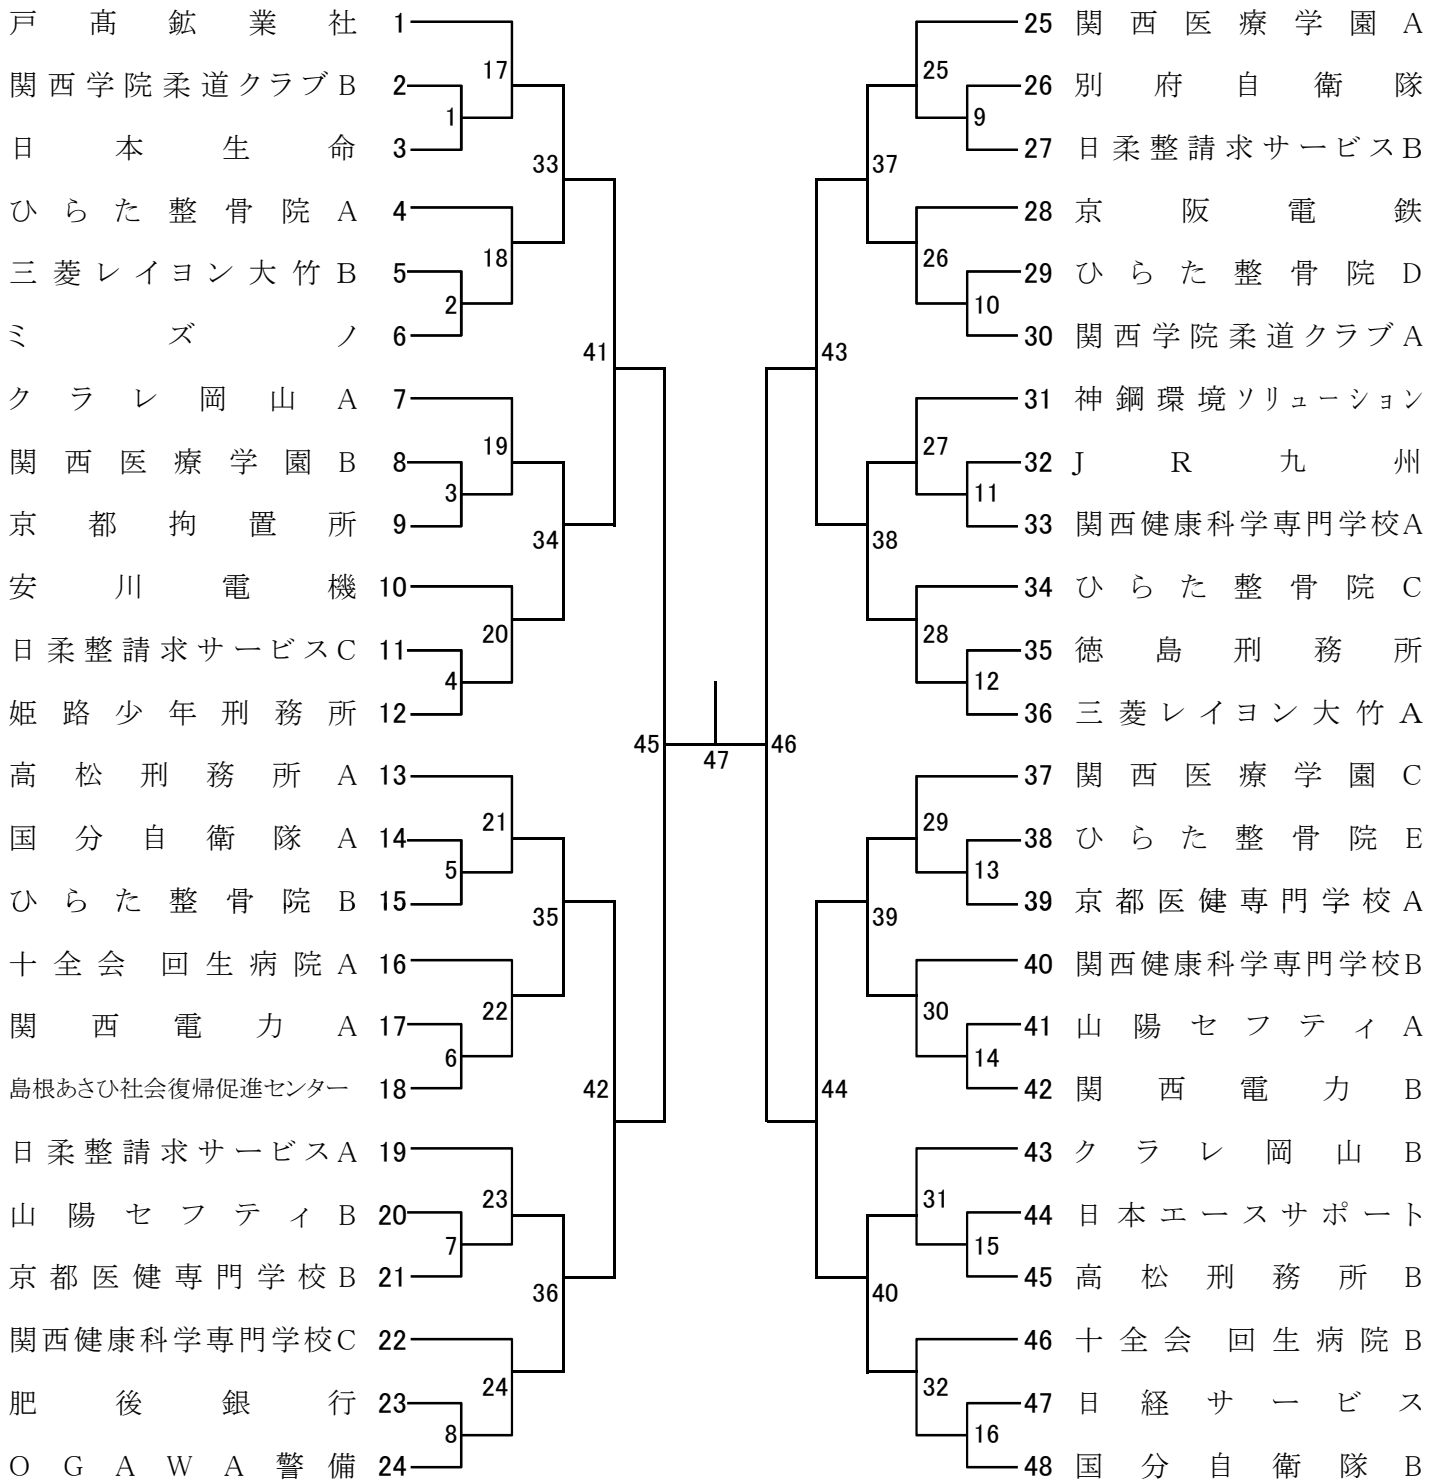 戸髙鉱業社 1
関西学院柔道クラブB 2
日本生命 3
ひらた整骨院A 4
三菱レイヨン大竹B 5
ミズノ 6
クラレ岡山A 7
関西医療学園B 8
京都拘置所 9
安川電機 10
日柔整請求サービスC 11
姫路少年刑務所 12
高松刑務所A 13
国分自衛隊A 14
ひらた整骨院B 15
十全会 回生病院A 16
関西電力A 17
島根あさひ社会復帰促進センター 18
日柔整請求サービスA 19
山陽セフティB 20
京都医健専門学校B 21
関西健康科学専門学校C 22
肥後銀行 23
OGAWA警備 24
1
2
3
4
5
6
7
8
17
18
19
20
21
22
23
24
33
34
35
36
41
42
45
47
46
43
44
37
38
39
40
25
26
27
28
29
30
31
32
9
10
11
12
13
14
15
16
25 関西医療学園A
26 別府自衛隊
27 日柔整請求サービスB
28 京阪電鉄
29 ひらた整骨院D
30 関西学院柔道クラブA
31 神鋼環境ソリューション
32 JR九州
33 関西健康科学専門学校A
34 ひらた整骨院C
35 徳島刑務所
36 三菱レイヨン大竹A
37 関西医療学園C
38 ひらた整骨院E
39 京都医健専門学校A
40 関西健康科学専門学校B
41 山陽セフティA
42 関西電力B
43 クラレ岡山B
44 日本エースサポート
45 高松刑務所B
46 十全会 回生病院B
47 日経サービス
48 国分自衛隊B